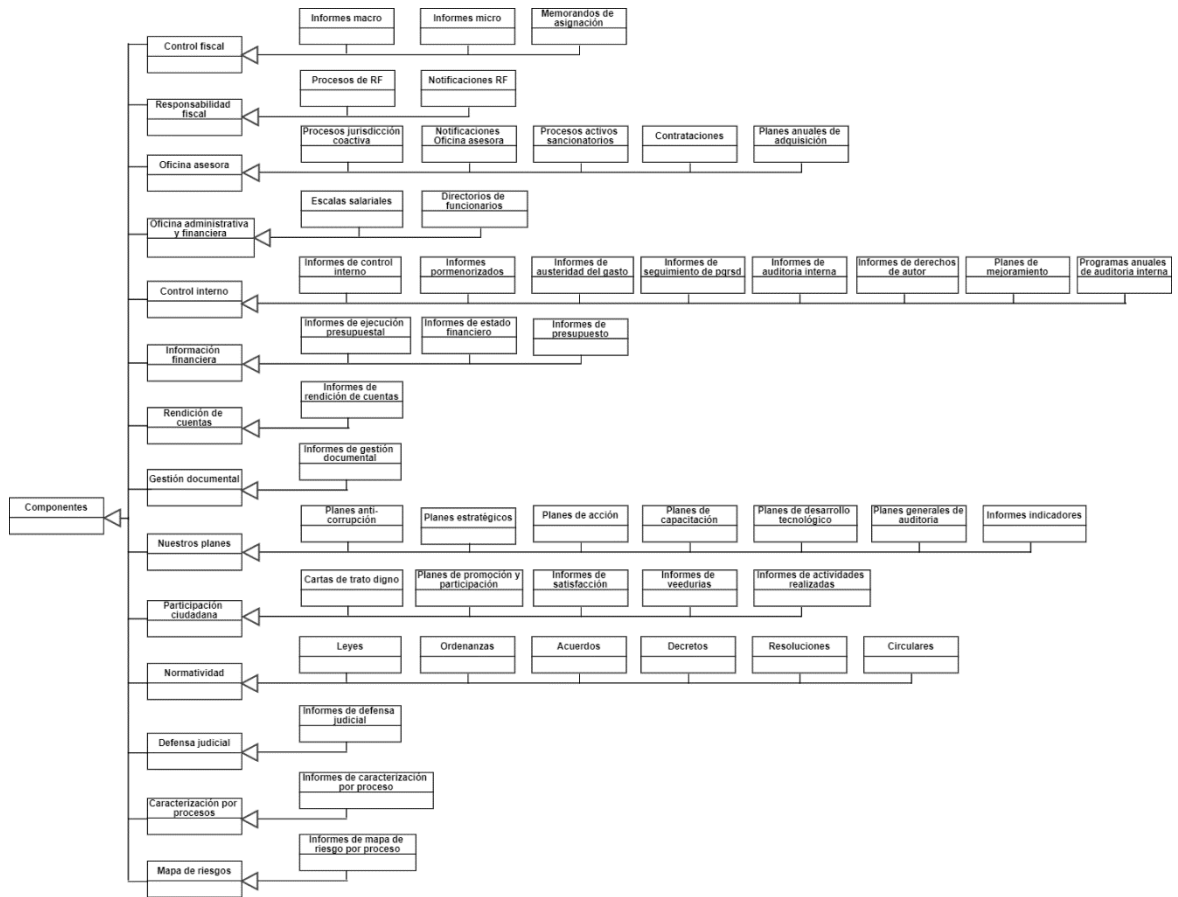 Informes macro
Informes micro
Memorandos de
asignación
Control fiscal
Procesos de RF
Notificaciones RF
Responsabilidad
fiscal
Procesos jurisdicción
coactiva
Notificaciones
Oficina asesora
Procesos activos
sancionatorios
Contrataciones
Planes anuales de
adquisición
Oficina asesora
Escalas salariales
Directorios de
funcionarios
Oficina administrativa
y financiera
Informes de control
interno
Informes
pormenorizados
Informes de
austeridad del gasto
Informes de
seguimiento de pqrsd
Informes de
auditoria interna
Informes de derechos
de autor
Planes de
mejoramiento
Programas anuales
de auditoria interna
Control interno
Informes de ejecución
presupuestal
Informes de estado
financiero
Informes de
presupuesto
Información
financiera
Informes de
rendición de cuentas
Rendición de
cuentas
Informes de gestión
documental
Gestión documental
Componentes
Planes anti-
corrupción
Planes estratégicos
Planes de acción
Planes de
capacitación
Planes de desarrollo
tecnológico
Planes generales de
auditoria
Informes indicadores
Nuestros planes
Cartas de trato digno
Planes de promoción y
participación
Informes de
satisfacción
Informes de
veedurias
Informes de actividades
realizadas
Participación
ciudadana
Leyes
Ordenanzas
Acuerdos
Decretos
Resoluciones
Circulares
Normatividad
Informes de defensa
judicial
Defensa judicial
Informes de caracterización
por proceso
Caracterización por
procesos
Informes de mapa de
riesgo por proceso
Mapa de riesgos